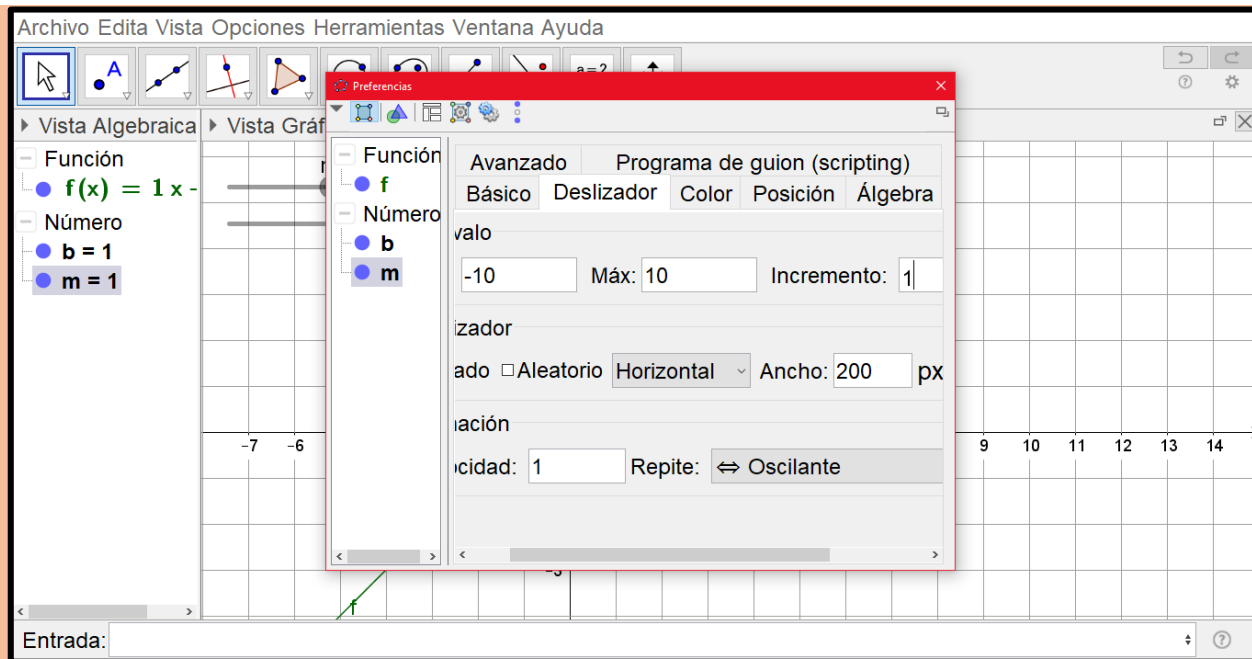 Archivo Edita Vista Opciones Herramientas Ventana Ayuda
A
a=2
Preferencias
Vista Algebraica
Vista Gráf
Función
f(x) = 1 x -
Número
b = 1
m = 1
Función
f
Número
b
m
Avanzado Programa de guion (scripting)
Básico Deslizador Color Posición Álgebra
valo
-10 Máx: 10 Incremento: 1
izador
ado Aleatorio Horizontal Ancho: 200 px
nación
ocidad: 1 Repite: ⇔ Oscilante
-7 -6 9 10 11 12 13 14
f
Entrada: